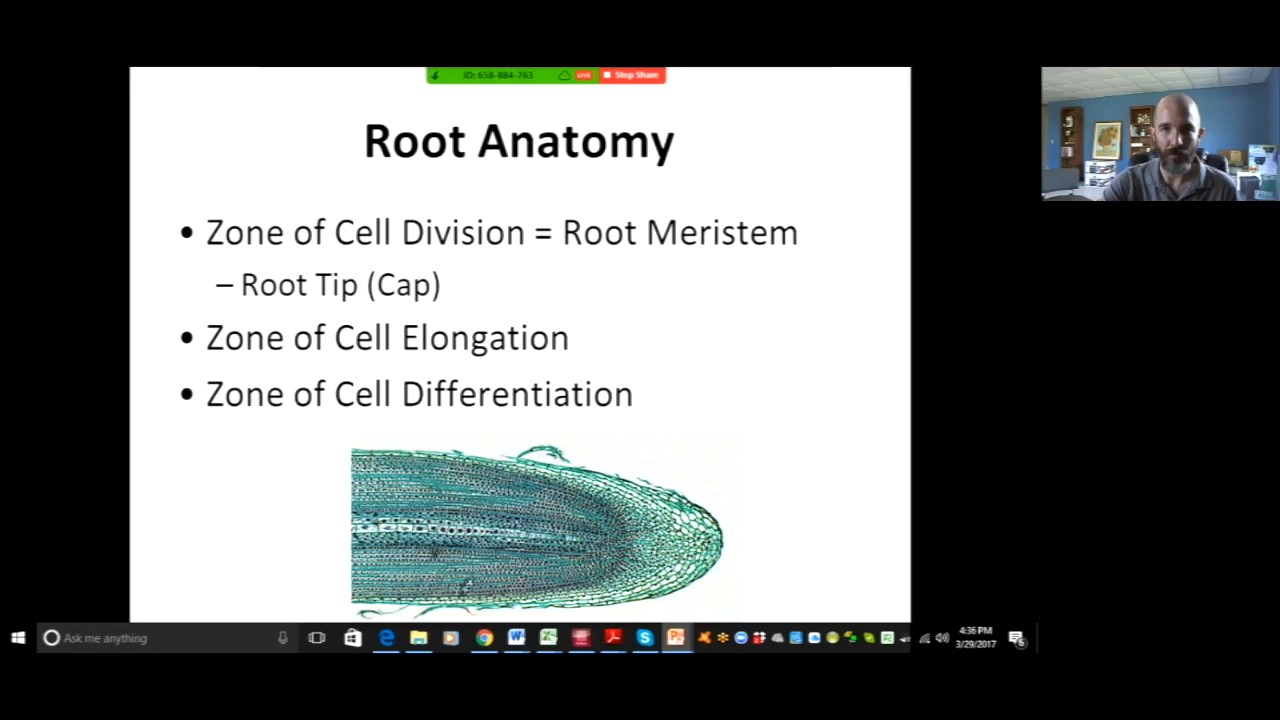 ID: 658-884-763 LIVE Stop Share
Root Anatomy
• Zone of Cell Division = Root Meristem
– Root Tip (Cap)
• Zone of Cell Elongation
• Zone of Cell Differentiation
Ask me anything
4:36 PM
3/29/2017